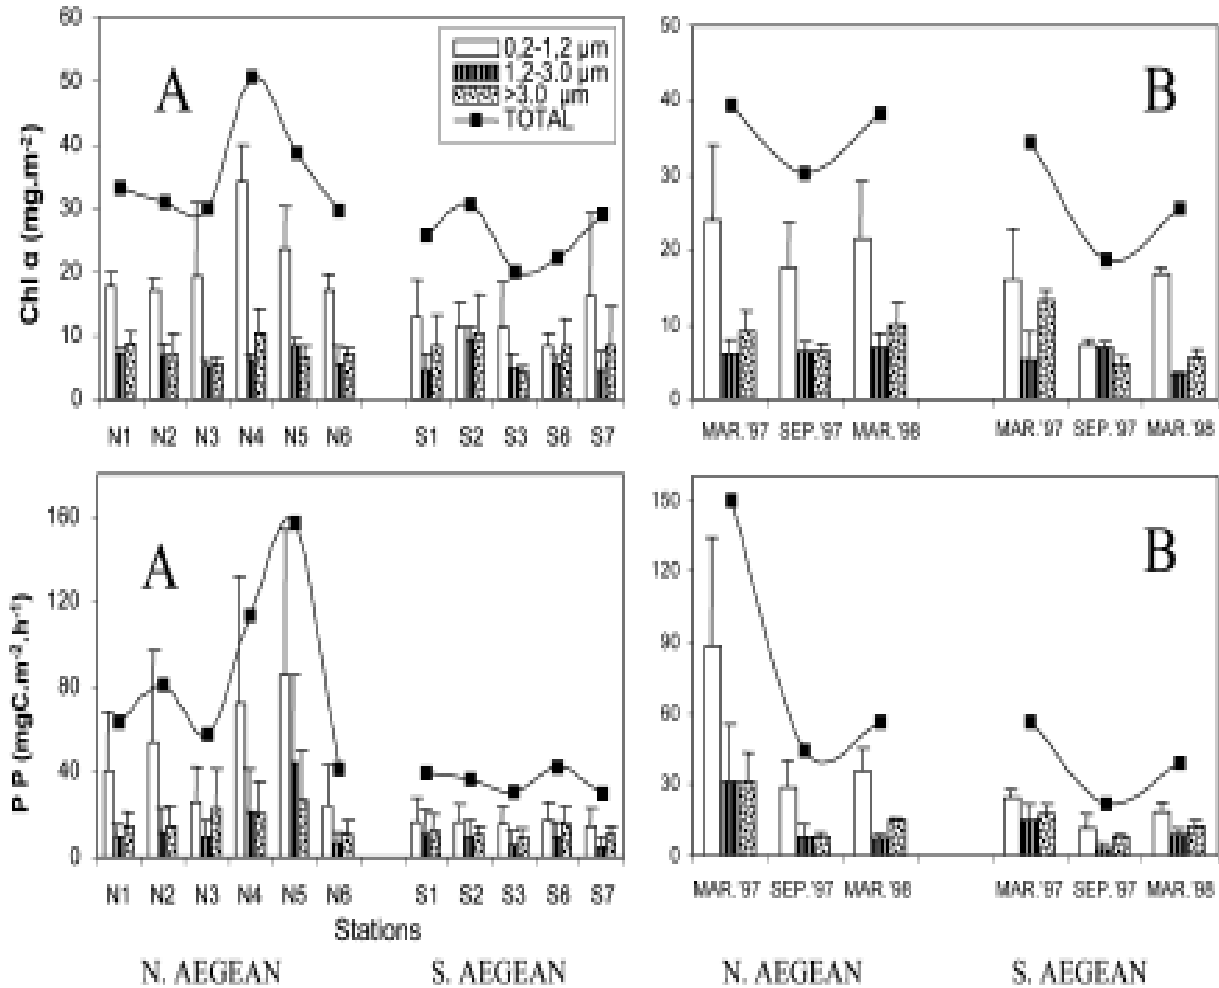 60
50
40
30
20
10
0
Chl α (mg.m-2)
A
0,2-1,2 µm
1,2-3.0 µm
>3.0 µm
TOTAL
N1 N2 N3 N4 N5 N6 S1 S2 S3 S6 S7
50
40
30
20
10
0
B
MAR.'97 SEP.'97 MAR.'98 MAR.'97 SEP.'97 MAR.'98
160
120
80
40
0
P P (mgC.m-2.h-1)
A
N1 N2 N3 N4 N5 N6 S1 S2 S3 S6 S7
Stations
N. AEGEAN S. AEGEAN
150
120
90
60
30
0
B
MAR.'97 SEP.'97 MAR.'98 MAR.'97 SEP.'97 MAR.'98
N. AEGEAN S. AEGEAN